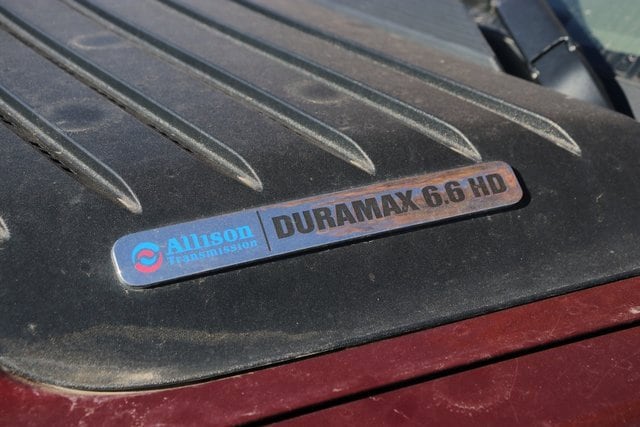 Allison
Transmission
DURAMAX 6.6 HD